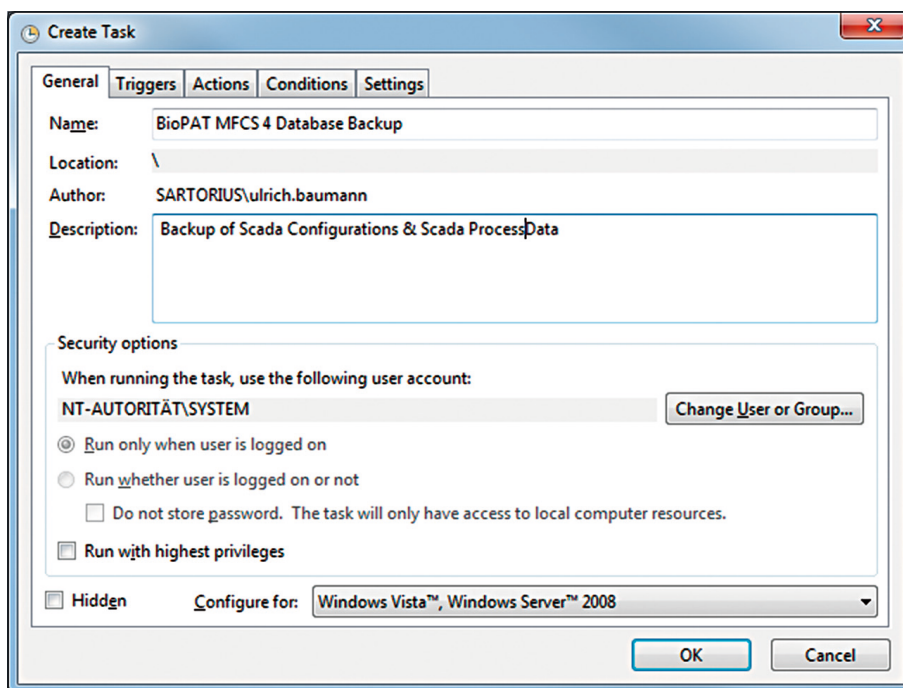 Create Task
General Triggers Actions Conditions Settings
Name: BioPAT MFCS 4 Database Backup
Location: \
Author: SARTORIUS\ulrich.baumann
Description: Backup of Scada Configurations & Scada ProcessData
Security options
When running the task, use the following user account:
NT-AUTORITÄT\SYSTEM Change User or Group...
Run only when user is logged on
Run whether user is logged on or not
Do not store password. The task will only have access to local computer resources.
Run with highest privileges
Hidden Configure for: Windows Vista™, Windows Server™ 2008
OK Cancel